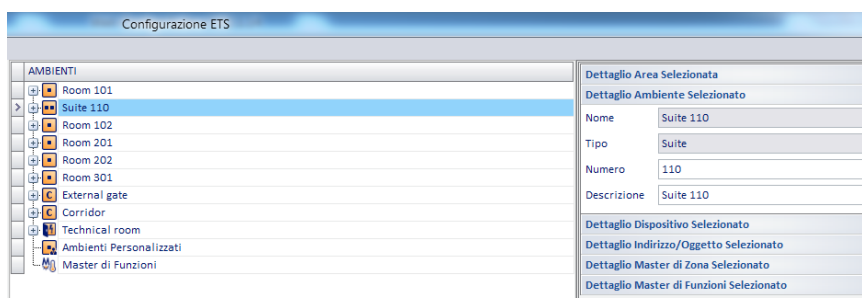 Configurazione ETS
AMBIENTI
Room 101
Suite 110
Room 102
Room 201
Room 202
Room 301
C External gate
C Corridor
Technical room
Ambienti Personalizzati
M Master di Funzioni
Dettaglio Area Selezionata
Dettaglio Ambiente Selezionato
Nome Suite 110
Tipo Suite
Numero 110
Descrizione Suite 110
Dettaglio Dispositivo Selezionato
Dettaglio Indirizzo/Oggetto Selezionato
Dettaglio Master di Zona Selezionato
Dettaglio Master di Funzioni Selezionato